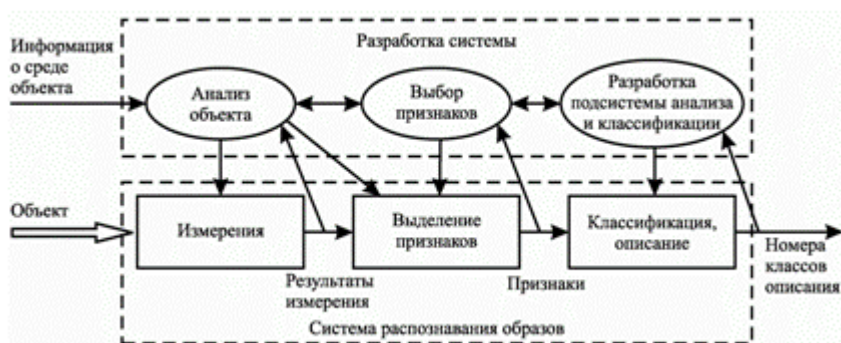 Информация
о среде
объекта
Разработка системы
Анализ
объекта
Выбор
признаков
Разработка
подсистемы анализа
и классификации
Объект
Измерения
Выделение
признаков
Классификация,
описание
Результаты
измерения
Признаки
Номера
классов
описания
Система распознавания образов